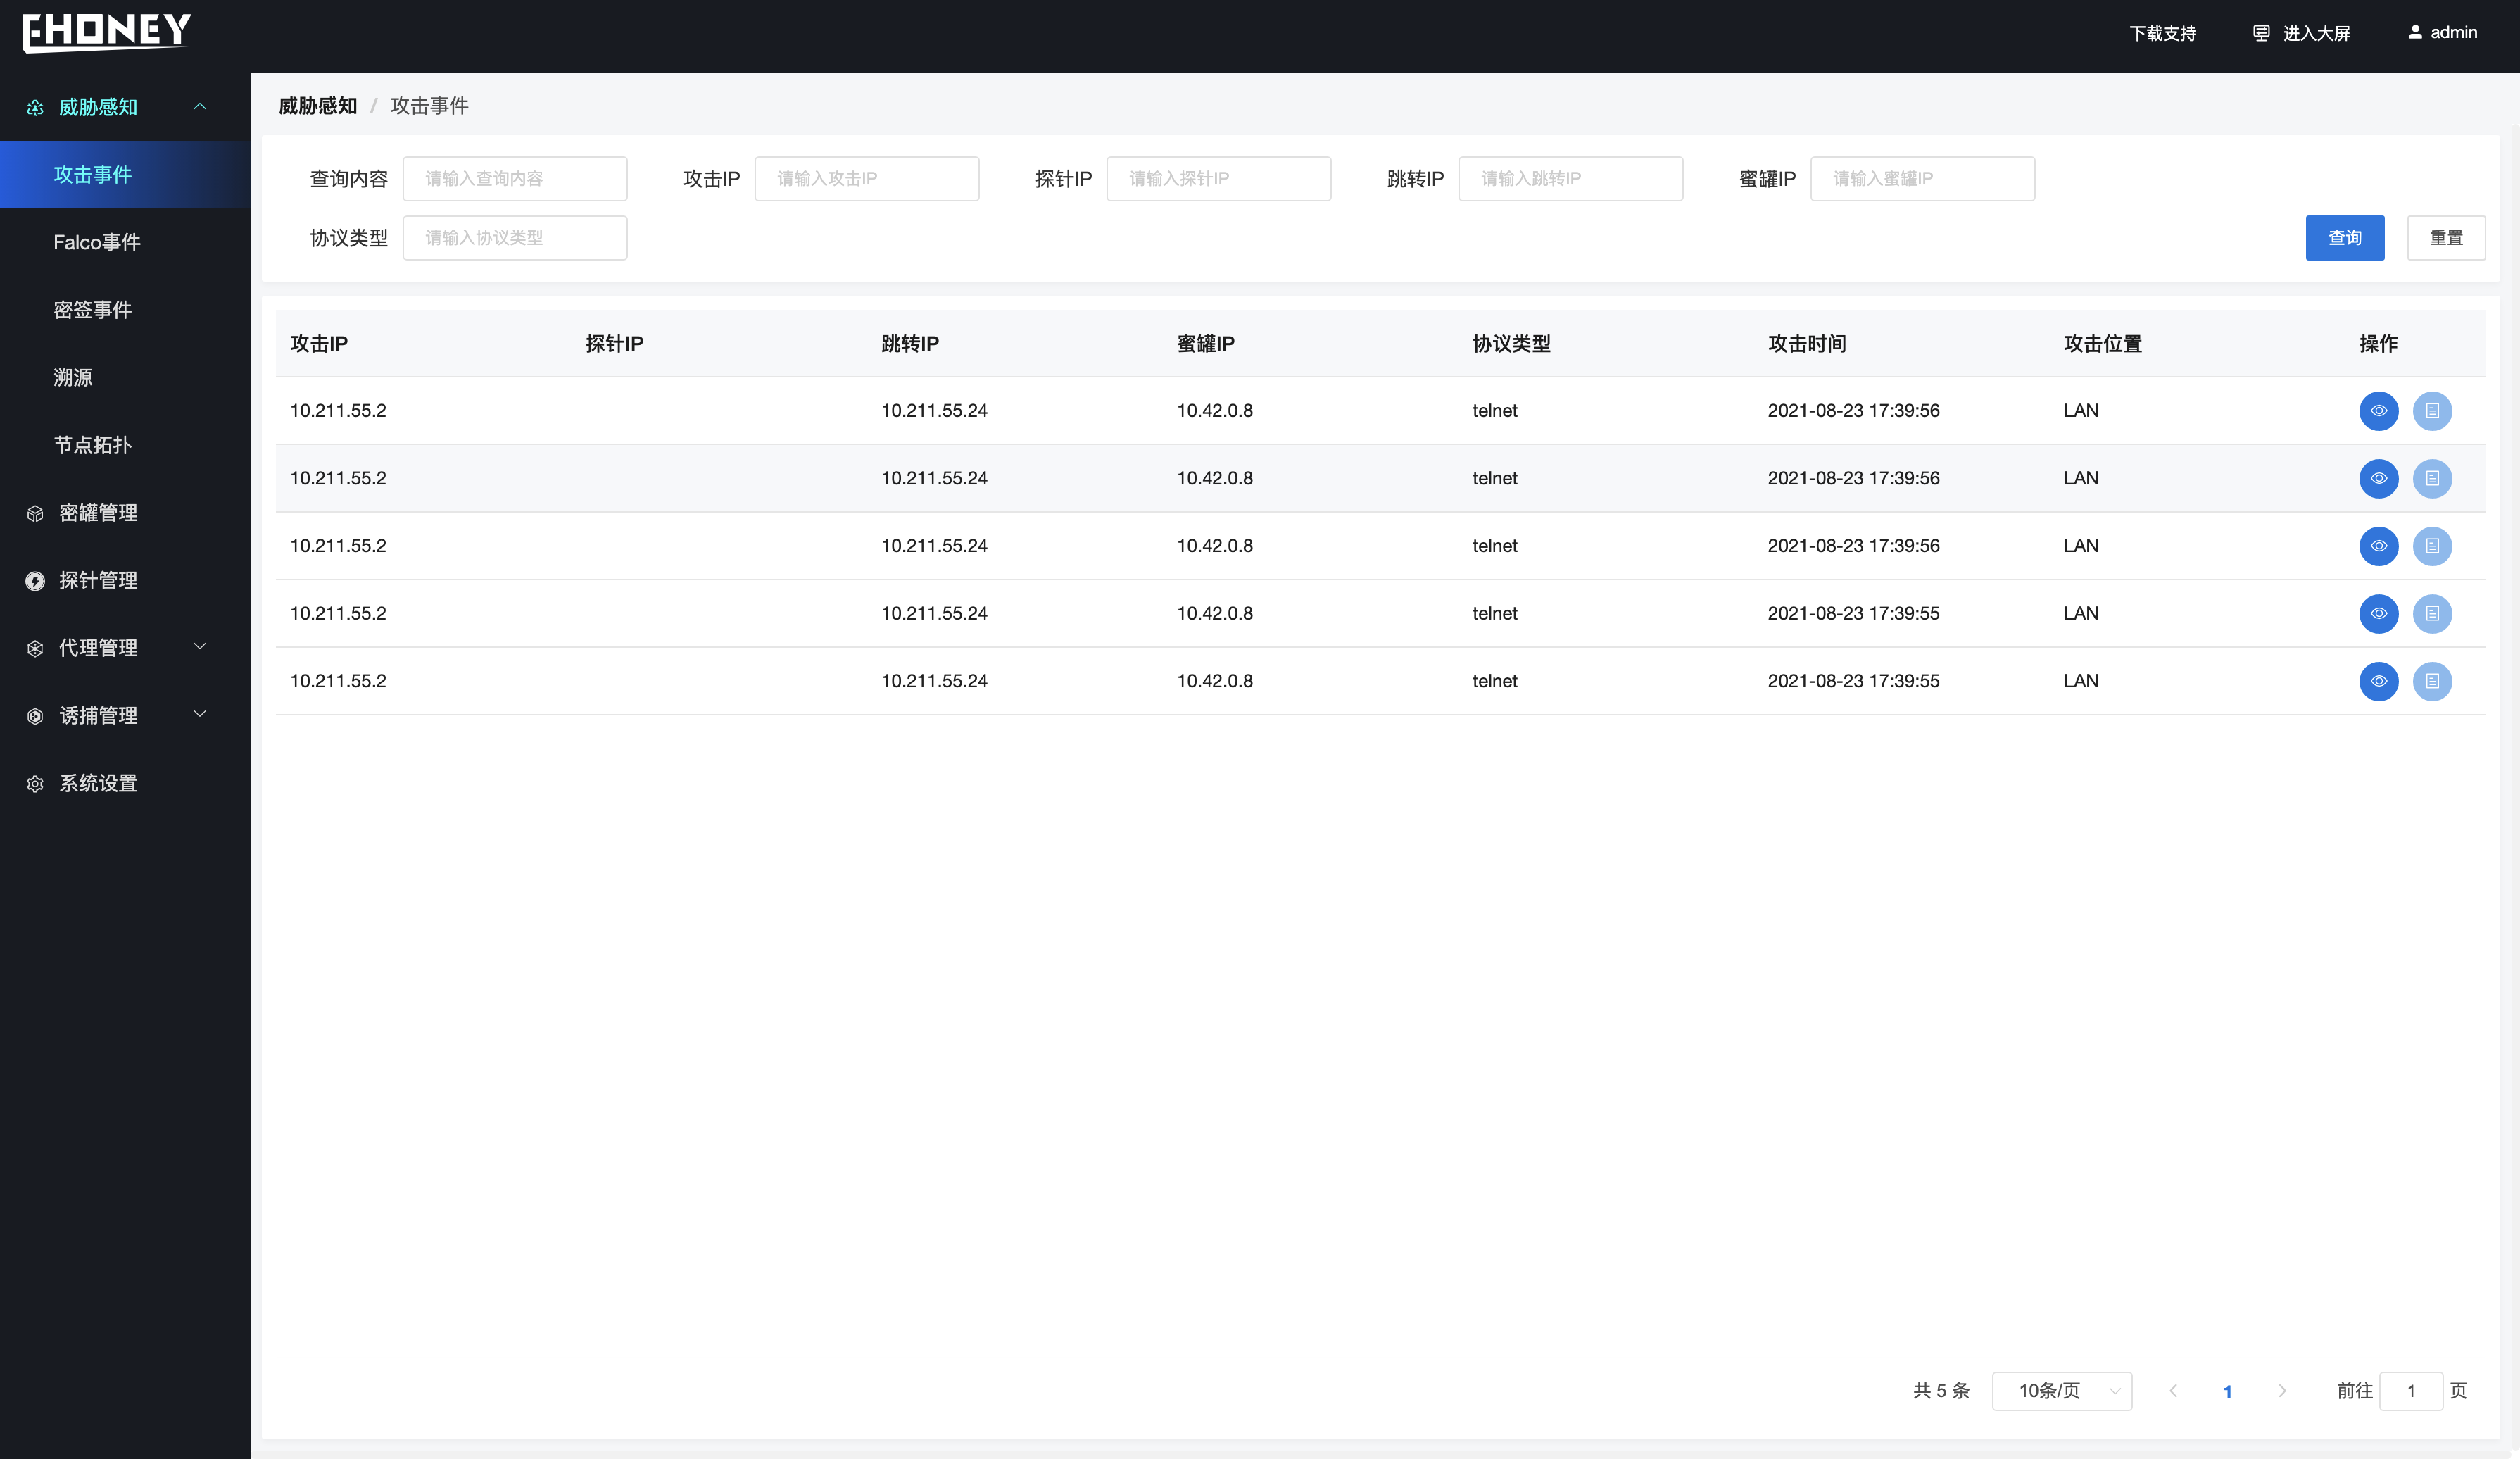 EHONEY
下载支持 进入大屏 admin
威胁感知
攻击事件
Falco事件
密签事件
溯源
节点拓扑
密罐管理
探针管理
代理管理
诱捕管理
系统设置
威胁感知 / 攻击事件
查询内容 请输入查询内容 攻击IP 请输入攻击IP 探针IP 请输入探针IP 跳转IP 请输入跳转IP 蜜罐IP 请输入蜜罐IP
协议类型 请输入协议类型 查询 重置
攻击IP 探针IP 跳转IP 蜜罐IP 协议类型 攻击时间 攻击位置 操作
10.211.55.2 10.211.55.24 10.42.0.8 telnet 2021-08-23 17:39:56 LAN
10.211.55.2 10.211.55.24 10.42.0.8 telnet 2021-08-23 17:39:56 LAN
10.211.55.2 10.211.55.24 10.42.0.8 telnet 2021-08-23 17:39:56 LAN
10.211.55.2 10.211.55.24 10.42.0.8 telnet 2021-08-23 17:39:55 LAN
10.211.55.2 10.211.55.24 10.42.0.8 telnet 2021-08-23 17:39:55 LAN
共 5 条 10条/页 1 前往 1 页